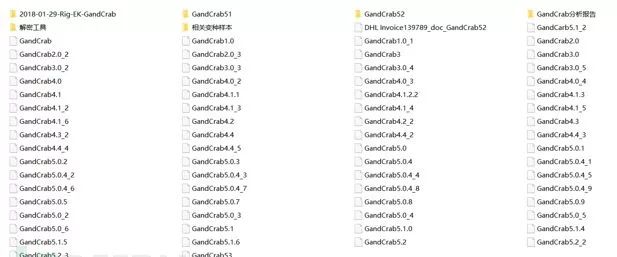 2018-01-29-Rig-EK-GandCrab GandCrab51 GandCrab52 GandCrab分析报告
解密工具 相关变种样本 DHL Invoice139789_doc_GandCrab52 GandCarb5.1_2
GandCrab GandCrab1.0 GandCrab1.0_1 GandCrab2.0
GandCrab2.0_2 GandCrab2.0_3 GandCrab3 GandCrab3.0
GandCrab3.0_2 GandCrab3.0_3 GandCrab3.0_4 GandCrab3.0_5
GandCrab4.0 GandCrab4.0_2 GandCrab4.0_3 GandCrab4.0_4
GandCrab4.1 GandCrab4.1.1 GandCrab4.1.2.2 GandCrab4.1.3
GandCrab4.1_2 GandCrab4.1_3 GandCrab4.1_4 GandCrab4.1_5
GandCrab4.1_6 GandCrab4.2 GandCrab4.2_2 GandCrab4.3
GandCrab4.3_2 GandCrab4.4 GandCrab4.4_2 GandCrab4.4_3
GandCrab4.4_4 GandCrab4.4_5 GandCrab5.0 GandCrab5.0.1
GandCrab5.0.2 GandCrab5.0.3 GandCrab5.0.4 GandCrab5.0.4_1
GandCrab5.0.4_2 GandCrab5.0.4_3 GandCrab5.0.4_4 GandCrab5.0.4_5
GandCrab5.0.4_6 GandCrab5.0.4_7 GandCrab5.0.4_8 GandCrab5.0.4_9
GandCrab5.0.5 GandCrab5.0.7 GandCrab5.0.8 GandCrab5.0.9
GandCrab5.0_2 GandCrab5.0_3 GandCrab5.0_4 GandCrab5.0_5
GandCrab5.0_6 GandCrab5.1 GandCrab5.1.0 GandCrab5.1.4
GandCrab5.1.5 GandCrab5.1.6 GandCrab5.2 GandCrab5.2_2
GandCrab5.2_3 GandCrab53